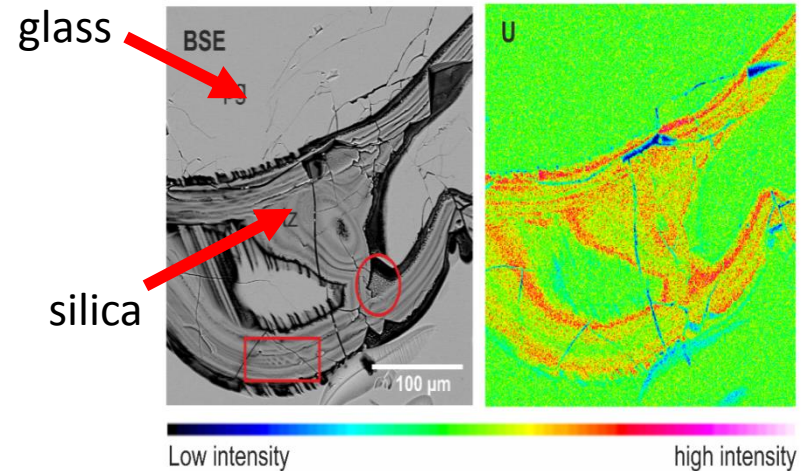 glass
BSE
U
silica
100 µm
Low intensity
high intensity